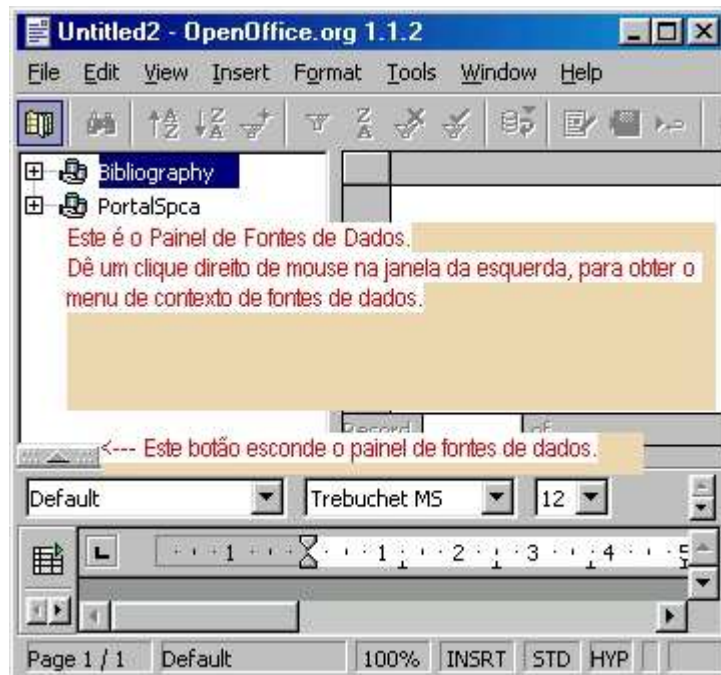 Untitled2 - OpenOffice.org 1.1.2
File Edit View Insert Format Tools Window Help
Bibliography
PortalSpca
Este é o Painel de Fontes de Dados.
Dê um clique direito de mouse na janela da esquerda, para obter o
menu de contexto de fontes de dados.
Record of
<--- Este botão esconde o painel de fontes de dados.
Default Trebuchet MS 12
1 1 2 3 4 5
Page 1 / 1 Default 100% INSRT STD HYP